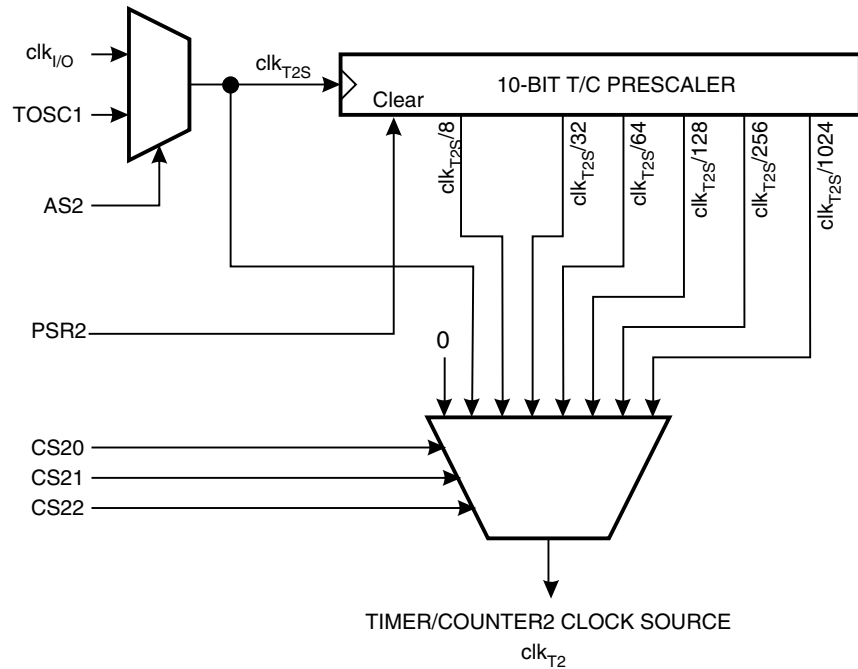 clkI/O
TOSC1
AS2
clkT2S
10-BIT T/C PRESCALER
Clear
clkT2S/8
clkT2S/32
clkT2S/64
clkT2S/128
clkT2S/256
clkT2S/1024
PSR2
0
CS20
CS21
CS22
TIMER/COUNTER2 CLOCK SOURCE
clkT2